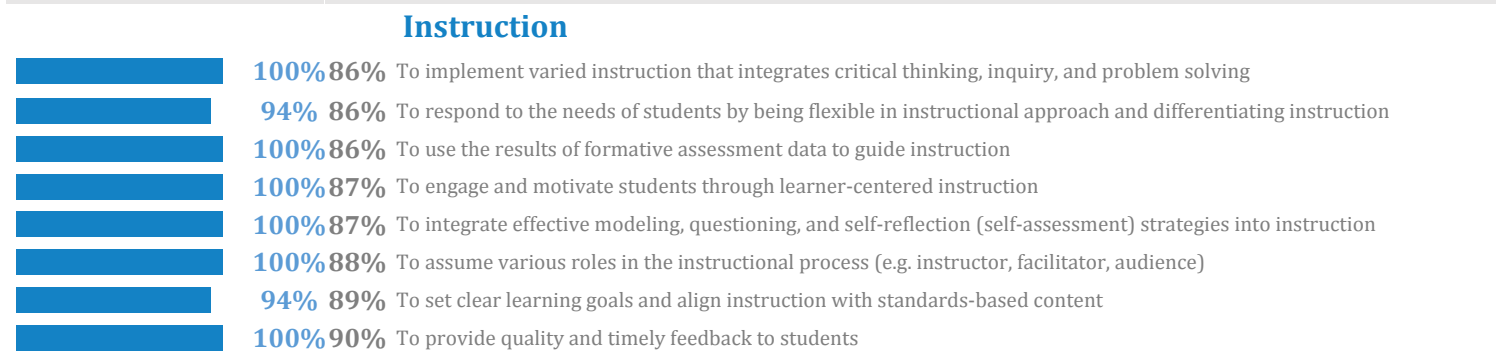 Instruction
100% 86% To implement varied instruction that integrates critical thinking, inquiry, and problem solving
94% 86% To respond to the needs of students by being flexible in instructional approach and differentiating instruction
100% 86% To use the results of formative assessment data to guide instruction
100% 87% To engage and motivate students through learner-centered instruction
100% 87% To integrate effective modeling, questioning, and self-reflection (self-assessment) strategies into instruction
100% 88% To assume various roles in the instructional process (e.g. instructor, facilitator, audience)
94% 89% To set clear learning goals and align instruction with standards-based content
100% 90% To provide quality and timely feedback to students